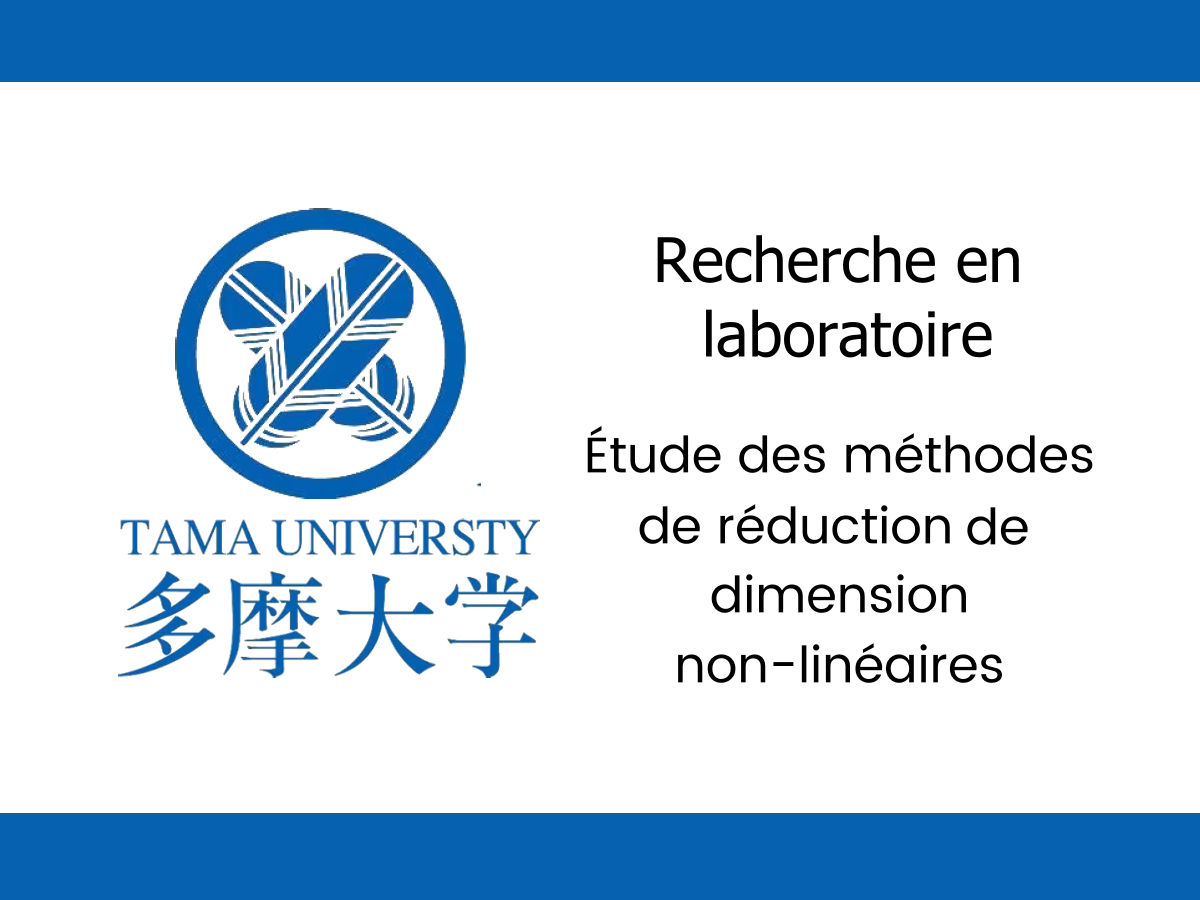 TAMA UNIVERSTY
多摩大学
Recherche en
laboratoire
Étude des méthodes
de réduction de
dimension
non-linéaires